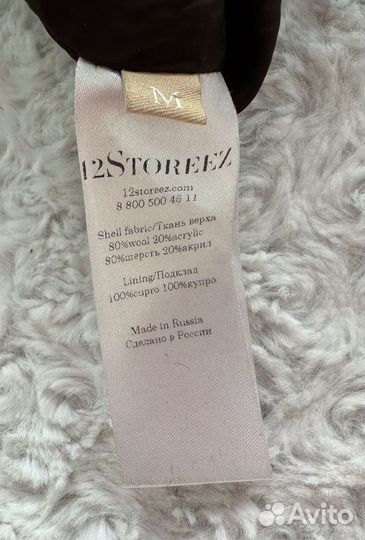 M
12STOREEZ
12storeez.com
8 800 500 46 11
Shell fabric/Ткань верха
80%wool 20%acrylic
80%шерсть 20%акрил
Lining/Подклад
100%cupro 100%купро
Made in Russia
Сделано в России
Avito